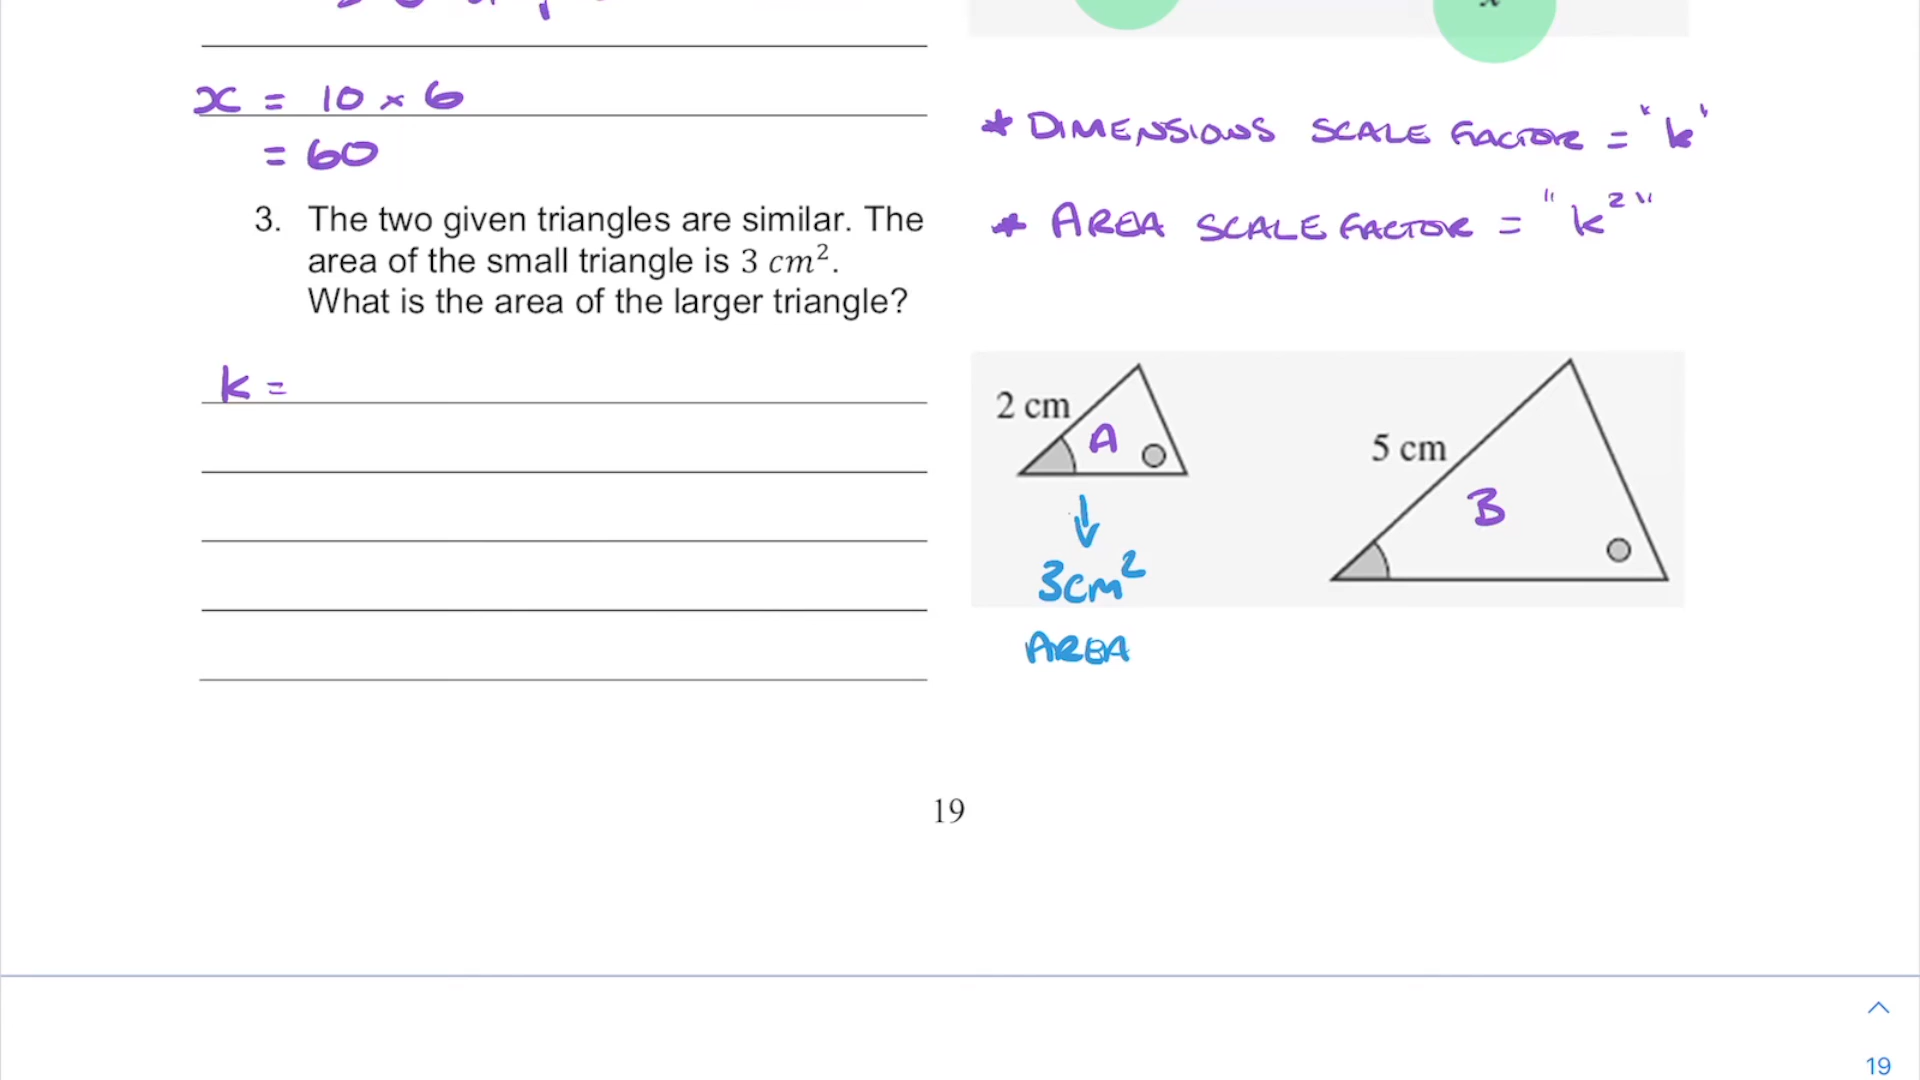 x = 10 × 6
= 60
* DIMENSIONS SCALE FACTOR = "k"
* AREA SCALE FACTOR = "k²"
3. The two given triangles are similar. The
area of the small triangle is 3 cm².
What is the area of the larger triangle?
k =
2 cm
A
3cm²
AREA
5 cm
B
19
19